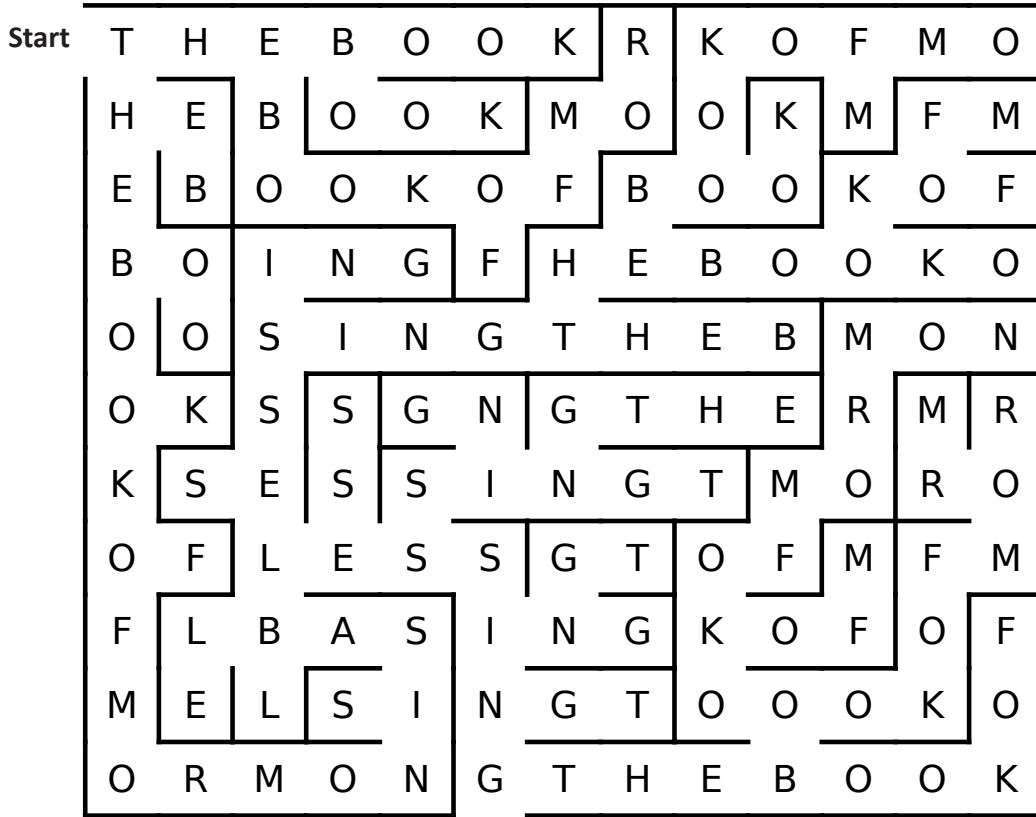 Start T H E B O O K R K O F M O
H E B O O K M O O K M F M
E B O O K O F B O O K O F
B O I N G F H E B O O K O
O O S I N G T H E B M O N
O K S S G N G T H E R M R
K S E S S I N G T M O R O
O F L E S S G T O F M F M
F L B A S I N G K O F O F
M E L S I N G T O O O K O
O R M O N G T H E B O O K